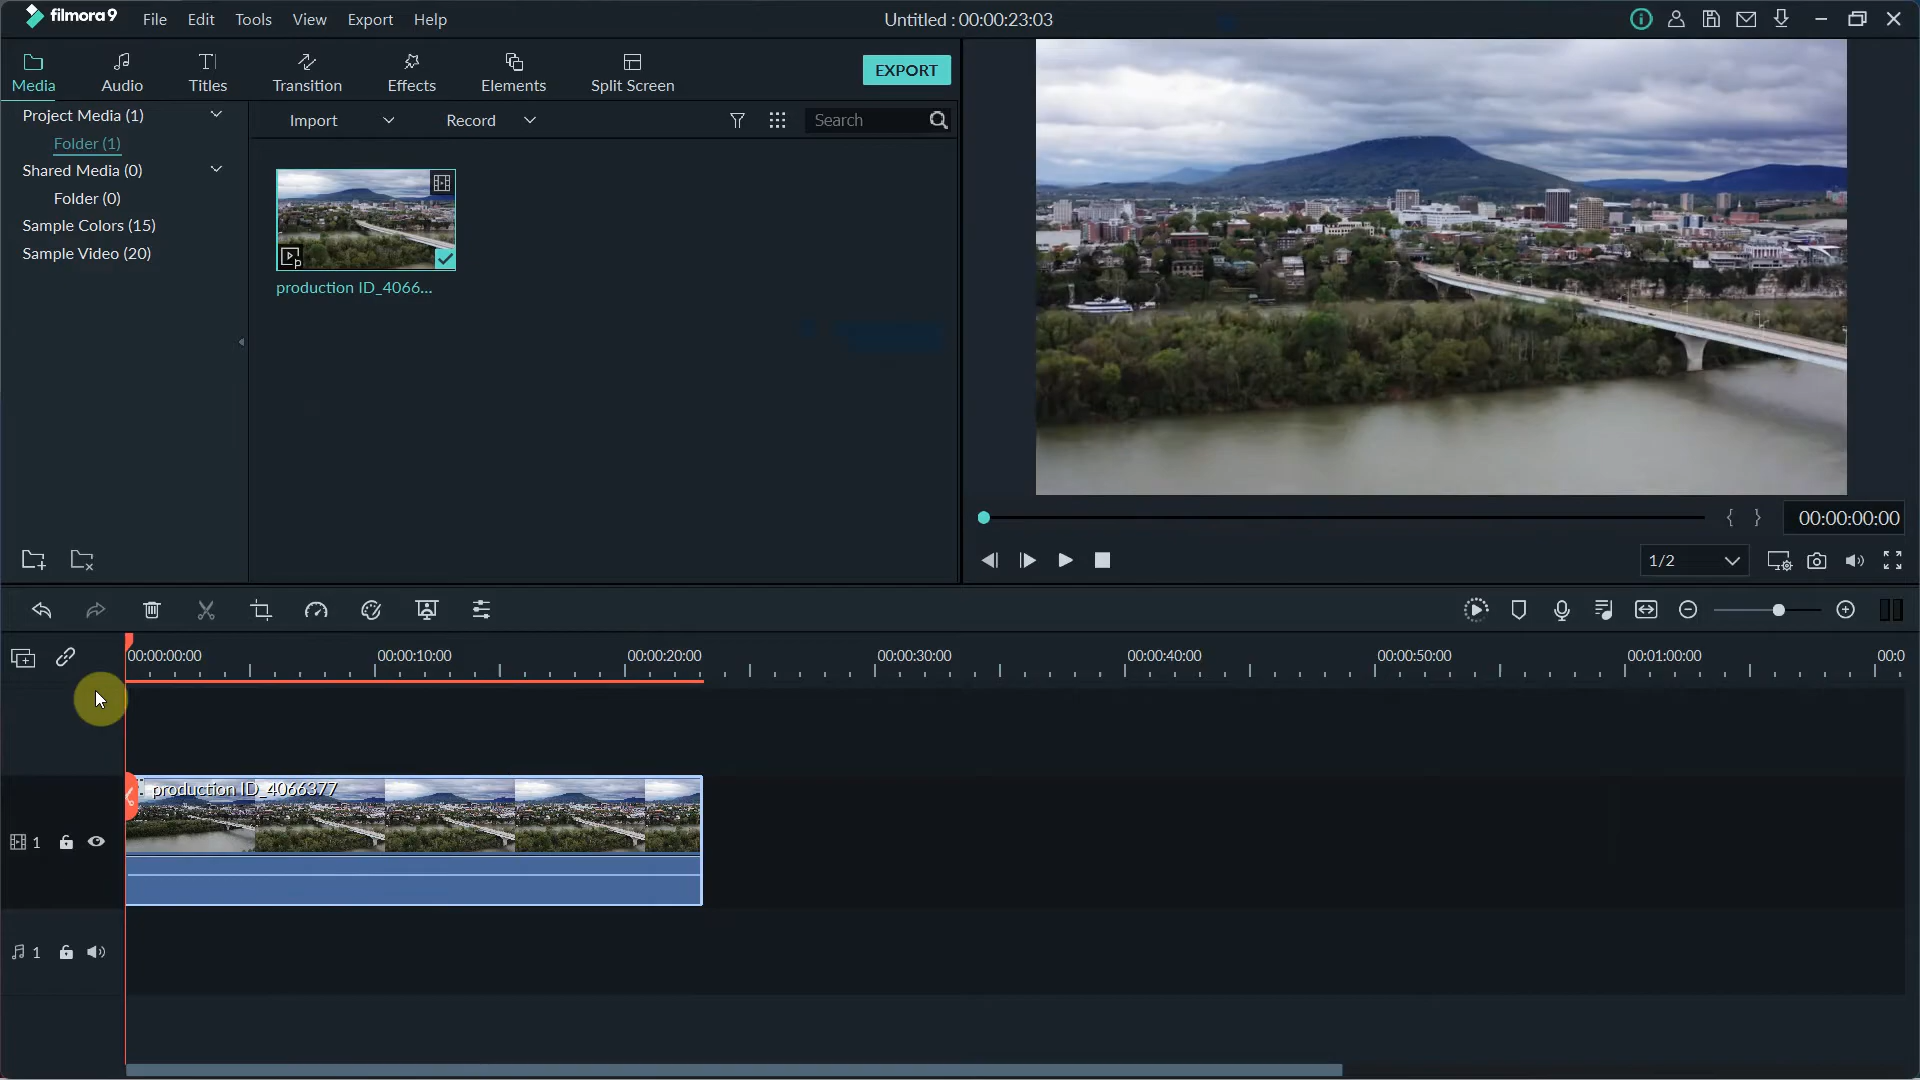 filmora9 File Edit Tools View Export Help Untitled : 00:00:23:03
Media Audio Titles Transition Effects Elements Split Screen EXPORT
Project Media (1)
Folder (1)
Shared Media (0)
Folder (0)
Sample Colors (15)
Sample Video (20)
Import Record Search
production ID_4066...
{ } 00:00:00:00
1/2
00:00:00:00 00:00:10:00 00:00:20:00 00:00:30:00 00:00:40:00 00:00:50:00 00:01:00:00 00:0
production ID_4066377
1
1